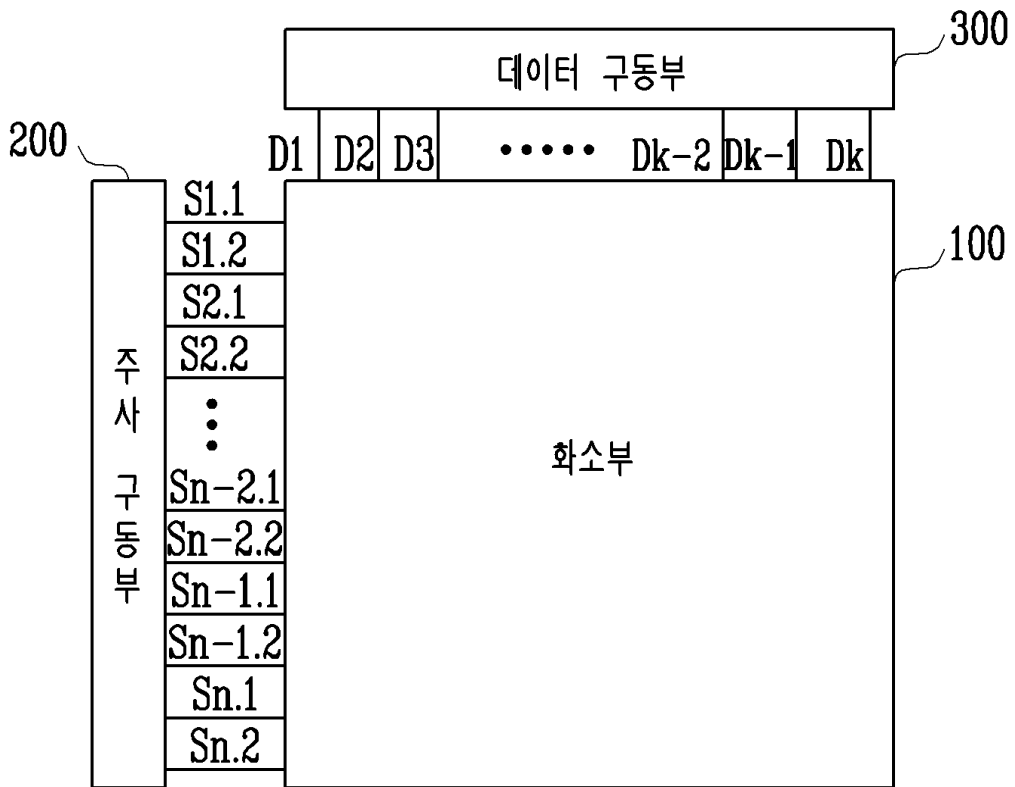 300
데이터 구동부
200
D1 D2 D3 ••••• Dk-2 Dk-1 Dk
S1.1
100
S1.2
S2.1
S2.2
주사 구동부
화소부
Sn-2.1
Sn-2.2
Sn-1.1
Sn-1.2
Sn.1
Sn.2